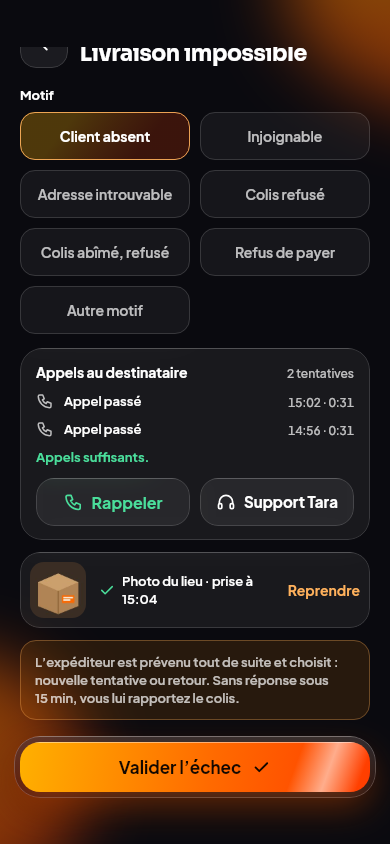 Livraison impossible
Motif
Client absent
Injoignable
Adresse introuvable
Colis refusé
Colis abîmé, refusé
Refus de payer
Autre motif
Appels au destinataire
2 tentatives
Appel passé
15:02 · 0:31
Appel passé
14:56 · 0:31
Appels suffisants.
Rappeler
Support Tara
Photo du lieu · prise à
15:04
Reprendre
L’expéditeur est prévenu tout de suite et choisit :
nouvelle tentative ou retour. Sans réponse sous
15 min, vous lui rapportez le colis.
Valider l’échec